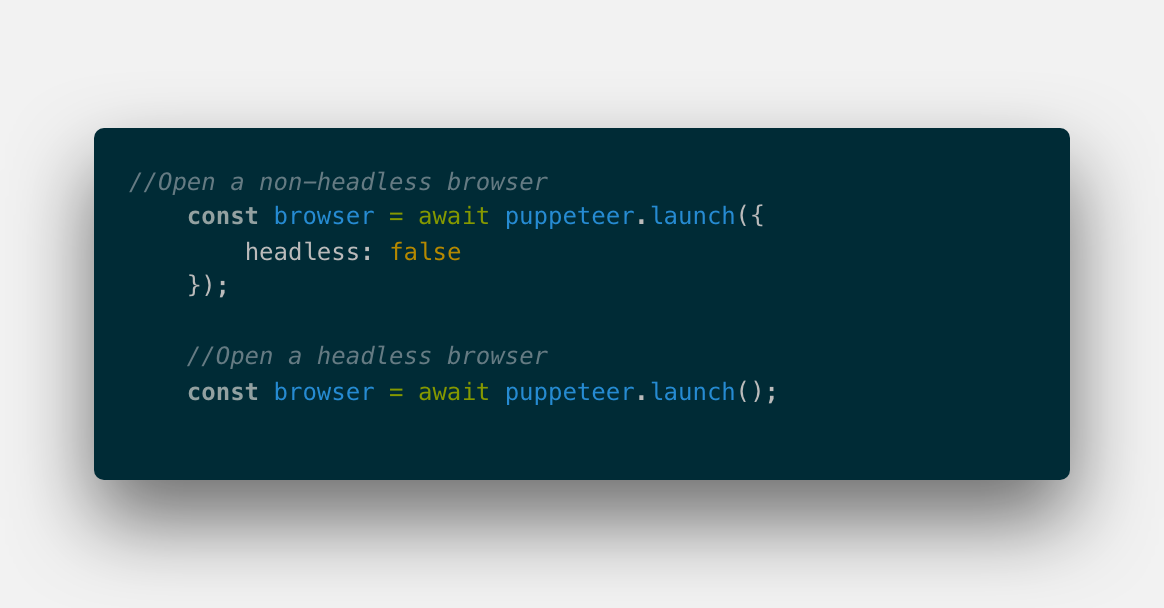 //Open a non-headless browser
    const browser = await puppeteer.launch({
        headless: false
    });

    //Open a headless browser
    const browser = await puppeteer.launch();